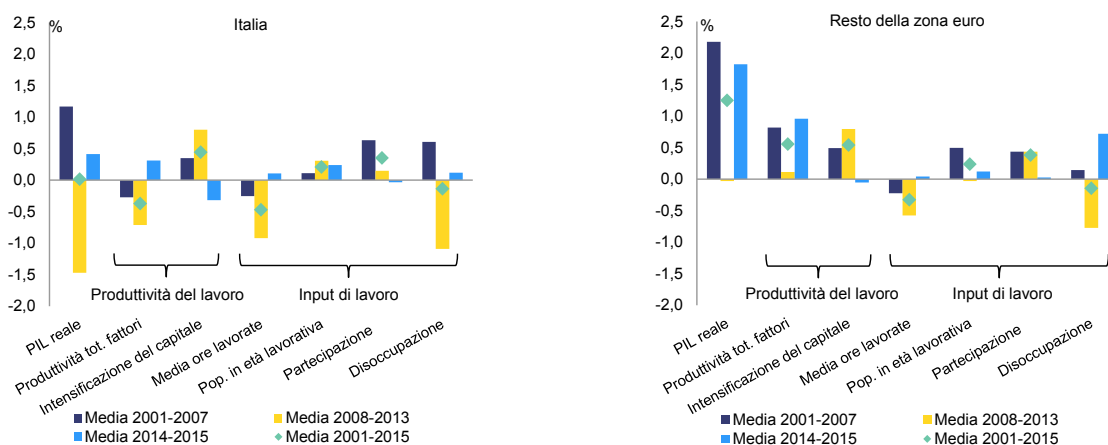 Italia
%
2,5
2,0
1,5
1,0
0,5
0,0
-0,5
-1,0
-1,5
-2,0
Produttività del lavoro
Input di lavoro
PIL reale
Produttività tot. fattori
Intensificazione del capitale
Media ore lavorate
Pop. in età lavorativa
Partecipazione
Disoccupazione
Media 2001-2007
Media 2008-2013
Media 2014-2015
Media 2001-2015
Resto della zona euro
%
2,5
2,0
1,5
1,0
0,5
0,0
-0,5
-1,0
-1,5
-2,0
Produttività del lavoro
Input di lavoro
PIL reale
Produttività tot. fattori
Intensificazione del capitale
Media ore lavorate
Pop. in età lavorativa
Partecipazione
Disoccupazione
Media 2001-2007
Media 2008-2013
Media 2014-2015
Media 2001-2015